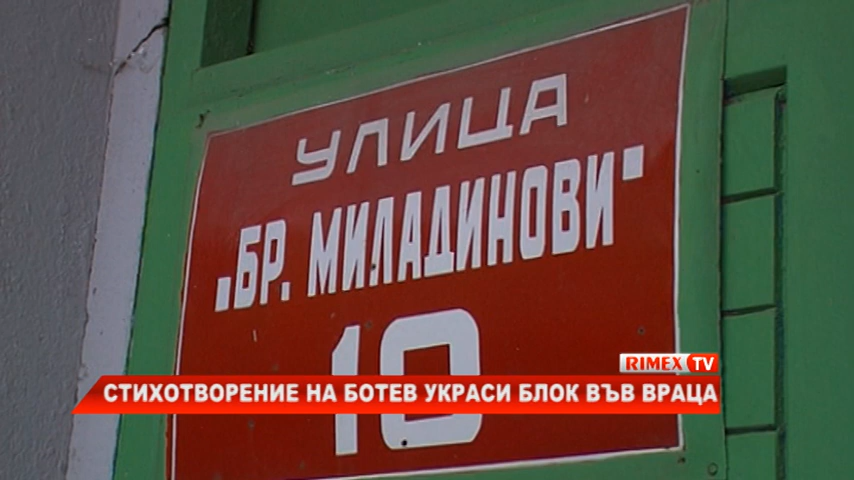 УЛИЦА
„БР. МИЛАДИНОВИ"
10
RIMEX TV
СТИХОТВОРЕНИЕ НА БОТЕВ УКРАСИ БЛОК ВЪВ ВРАЦА